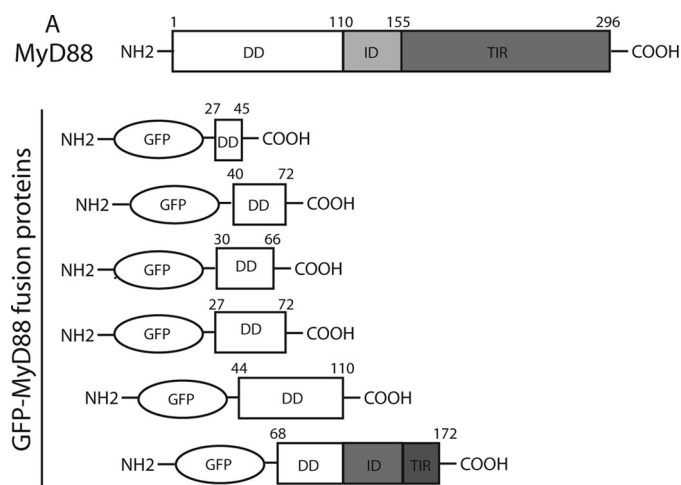 A
MyD88
1 110 155 296
NH2 DD ID TIR COOH
GFP-MyD88 fusion proteins
27 45
NH2 GFP DD COOH
40 72
NH2 GFP DD COOH
30 66
NH2 GFP DD COOH
27 72
NH2 GFP DD COOH
44 110
NH2 GFP DD COOH
68 172
NH2 GFP DD ID TIR COOH